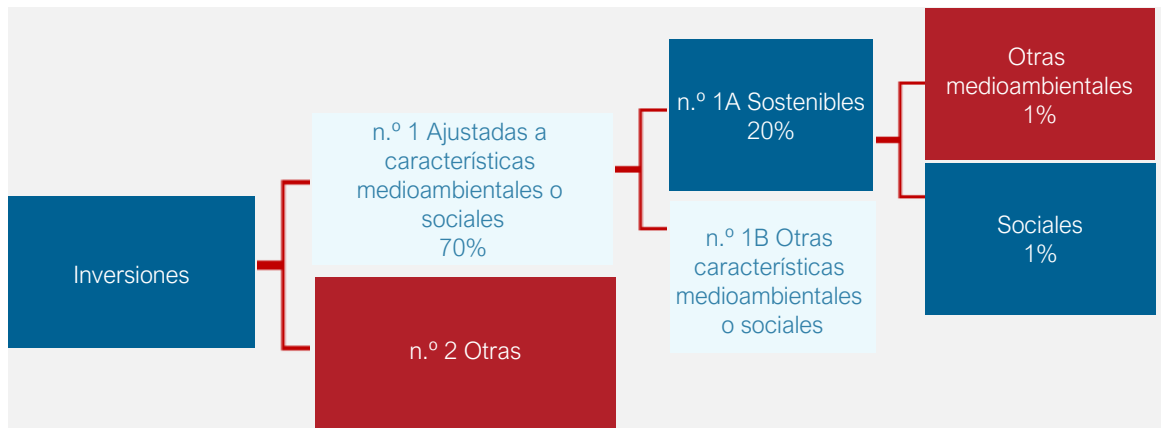 Inversiones
n.º 1 Ajustadas a
características
medioambientales o
sociales
70%
n.º 2 Otras
n.º 1A Sostenibles
20%
n.º 1B Otras
características
medioambientales
o sociales
Otras
medioambientales
1%
Sociales
1%